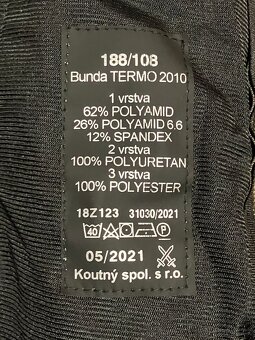 188/108
Bunda TERMO 2010
1 vrstva
62% POLYAMID
26% POLYAMID 6.6
12% SPANDEX
2 vrstva
100% POLYURETAN
3 vrstva
100% POLYESTER
18Z123 31030/2021
40 P
05/2021
Koutný spol. s r.o.